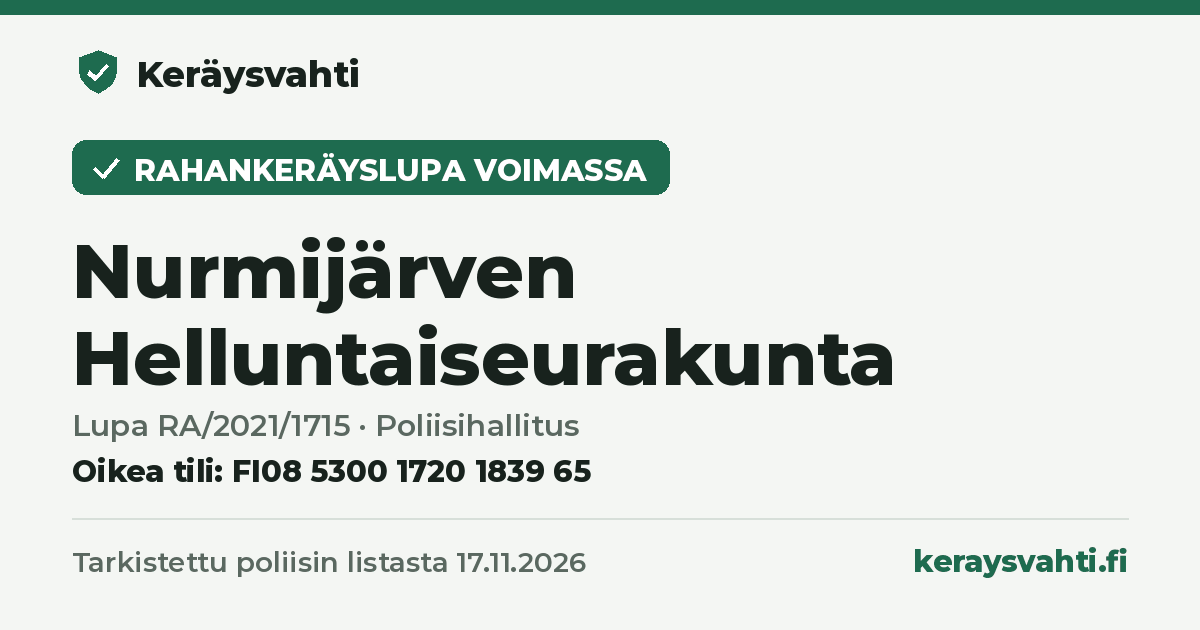 Keräysvahti
RAHANKERÄYSLUPA VOIMASSA
Nurmijärven
Helluntaiseurakunta
Lupa RA/2021/1715 · Poliisihallitus
Oikea tili: FI08 5300 1720 1839 65
Tarkistettu poliisin listasta 17.11.2026
keraysvahti.fi